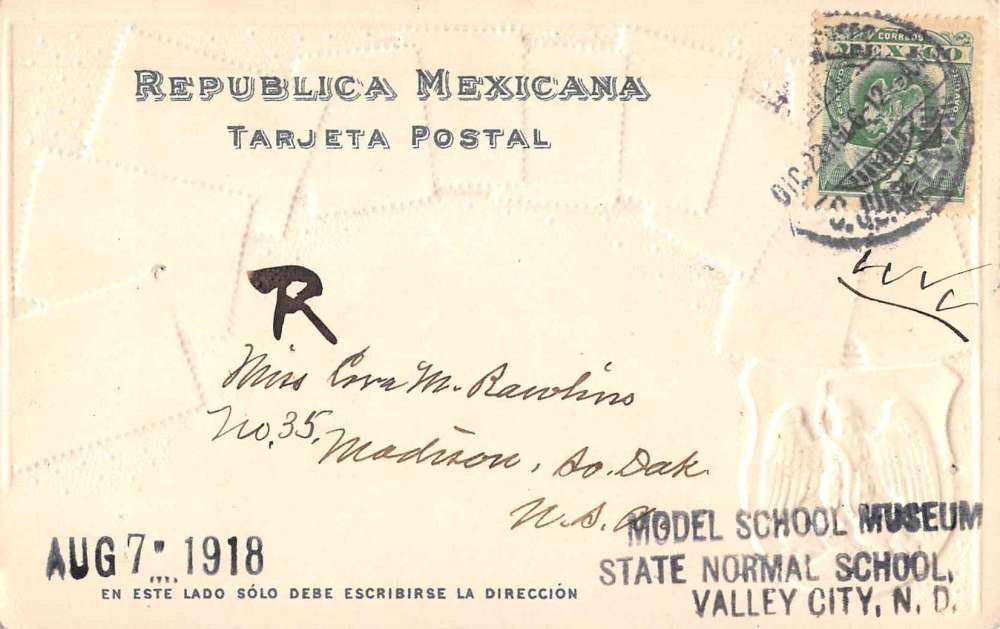 REPUBLICA MEXICANA
TARJETA POSTAL
CORREOS
MEXICO
R
Miss Cora M. Rawlins
No. 35.
Madison, So. Dak.
U. S. A.
MODEL SCHOOL MUSEUM
STATE NORMAL SCHOOL,
VALLEY CITY, N. D.
AUG 7 1918
EN ESTE LADO SÓLO DEBE ESCRIBIRSE LA DIRECCIÓN